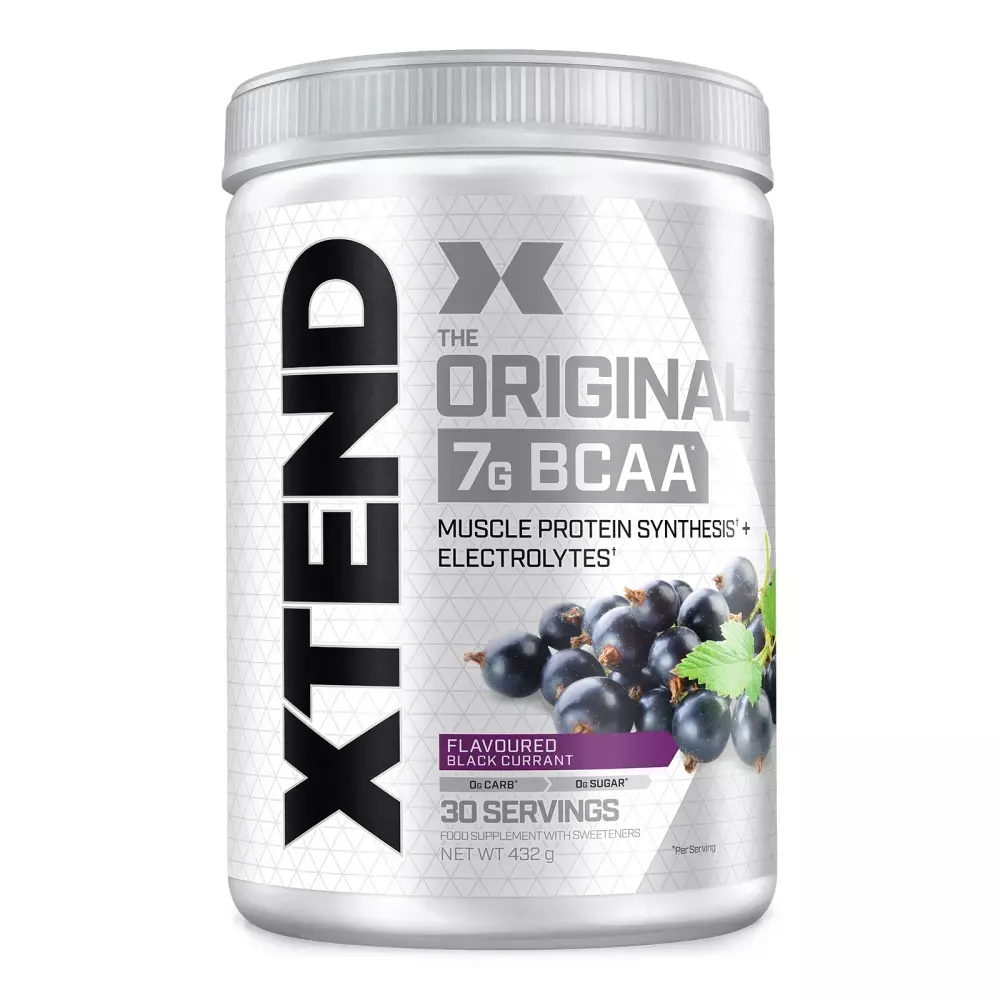 XTEND
X
THE
ORIGINAL
7G BCAA*
MUSCLE PROTEIN SYNTHESIS† +
ELECTROLYTES†
FLAVOURED
BLACK CURRANT
0G CARB* 0G SUGAR*
30 SERVINGS
FOOD SUPPLEMENT WITH SWEETENERS
NET WT 432 g
*Per Serving